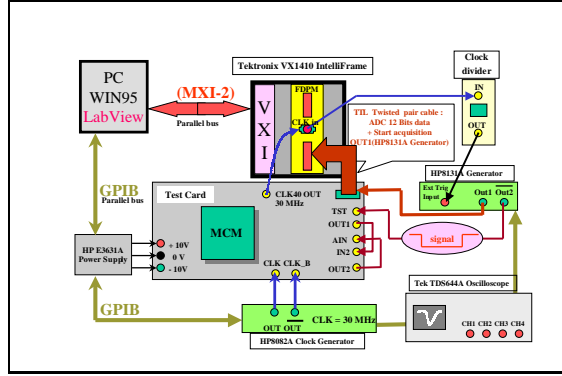 Tektronix VX1410 IntelliFrame
Clock
divider
PC
WIN95
LabView
(MXI-2)
Parallel bus
V
X
I
FDPM
CLK in
TTL Twisted pair cable :
ADC 12 Bits data
+ Start acquisition
OUT1(HP8131A Generator)
IN
OUT
HP8131A Generator
Ext Trig
Input
Out1
Out2
GPIB
Parallel bus
Test Card
CLK40 OUT
30 MHz
MCM
TST
OUT1
AIN
IN2
OUT2
signal
HP E3631A
Power Supply
+ 10V
0 V
- 10V
CLK
CLK_B
Tek TDS644A Oscilloscope
GPIB
OUT
OUT
CLK = 30 MHz
HP8082A Clock Generator
CH1 CH2 CH3 CH4